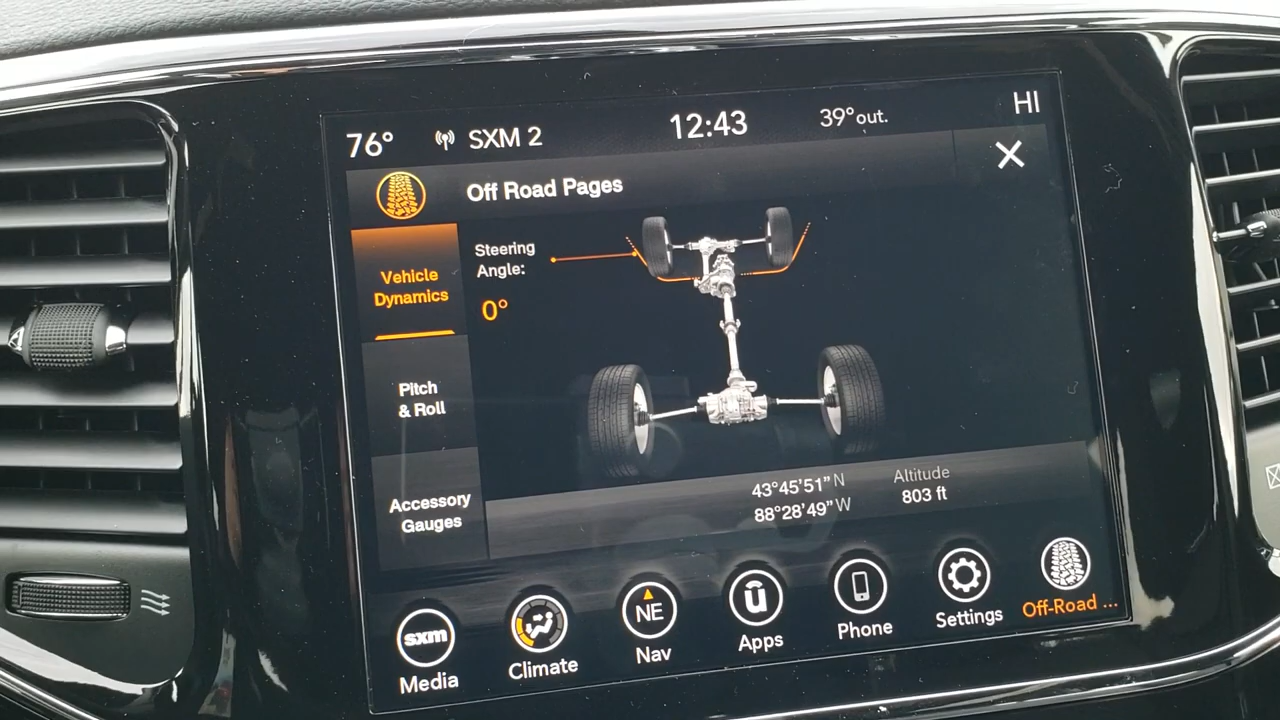 76°
SXM 2
12:43
39°out.
HI
Off Road Pages
Vehicle
Dynamics
Steering
Angle:
0°
Pitch
& Roll
Accessory
Gauges
43°45'51" N
88°28'49" W
Altitude
803 ft
sxm
Media
Climate
NE
Nav
ū
Apps
Phone
Settings
Off-Road ...